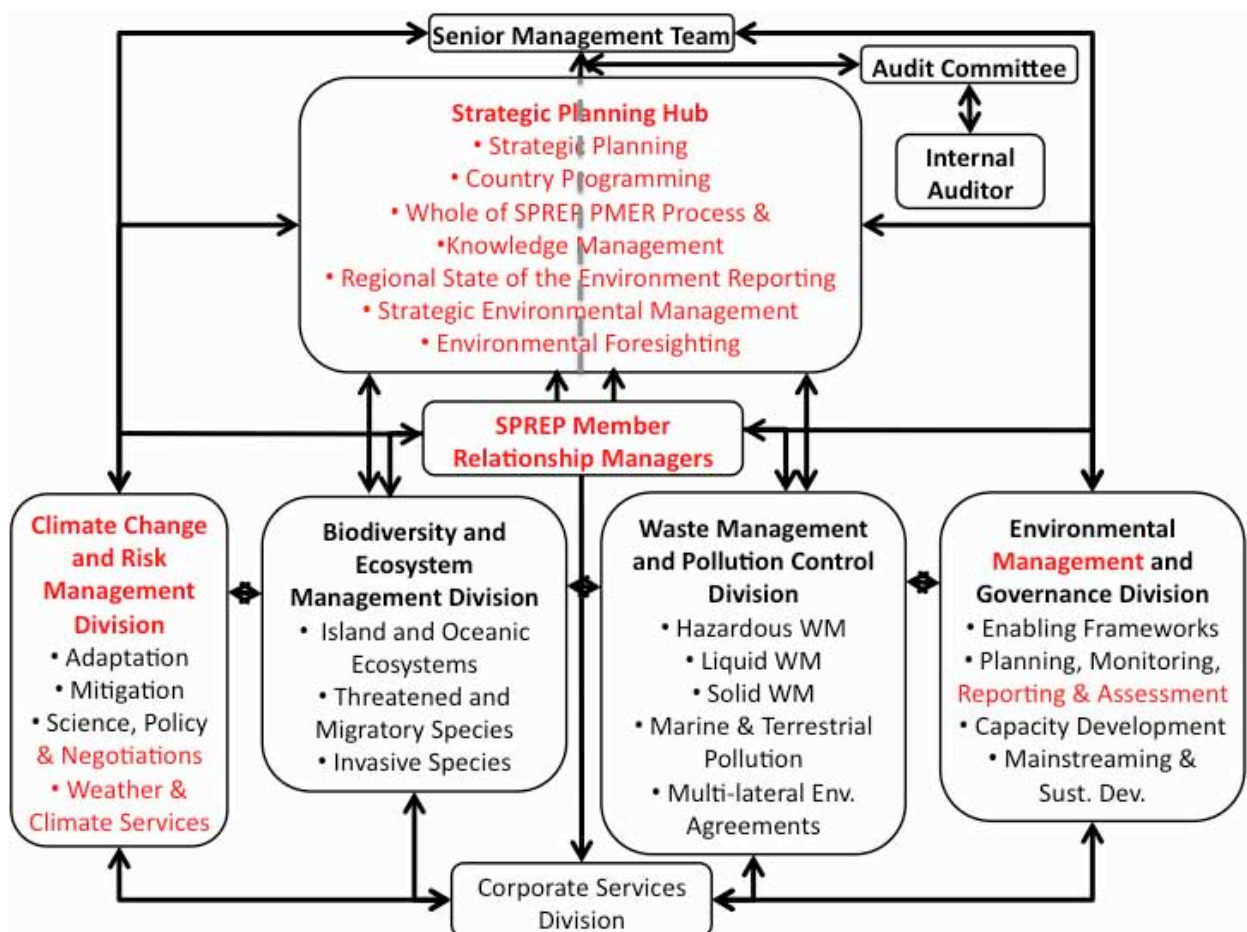 Senior Management Team
Audit Committee
Internal
Auditor
Strategic Planning Hub
• Strategic Planning
• Country Programming
• Whole of SPREP PMER Process &
•Knowledge Management
• Regional State of the Environment Reporting
• Strategic Environmental Management
• Environmental Foresighting
SPREP Member
Relationship Managers
Climate Change
and Risk
Management
Division
• Adaptation
• Mitigation
• Science, Policy
& Negotiations
• Weather &
Climate Services
Biodiversity and
Ecosystem
Management Division
• Island and Oceanic
Ecosystems
• Threatened and
Migratory Species
• Invasive Species
Waste Management
and Pollution Control
Division
• Hazardous WM
• Liquid WM
• Solid WM
• Marine & Terrestrial
Pollution
• Multi-lateral Env.
Agreements
Environmental
Management and
Governance Division
• Enabling Frameworks
• Planning, Monitoring,
Reporting & Assessment
• Capacity Development
• Mainstreaming &
Sust. Dev.
Corporate Services
Division